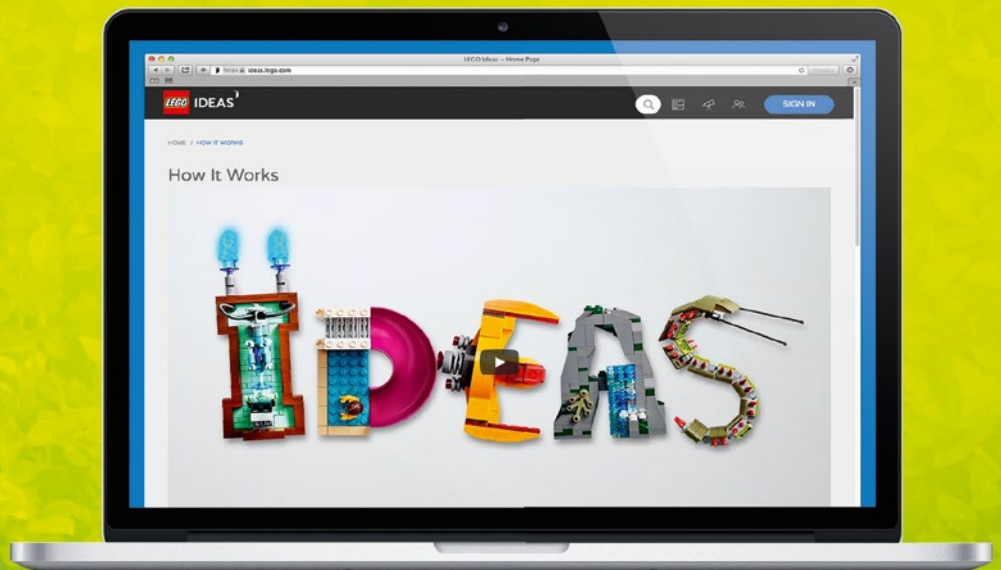 LEGO Ideas – Home Page
https ideas.lego.com
LEGO IDEAS
SIGN IN
HOME / HOW IT WORKS
How It Works
IDEAS